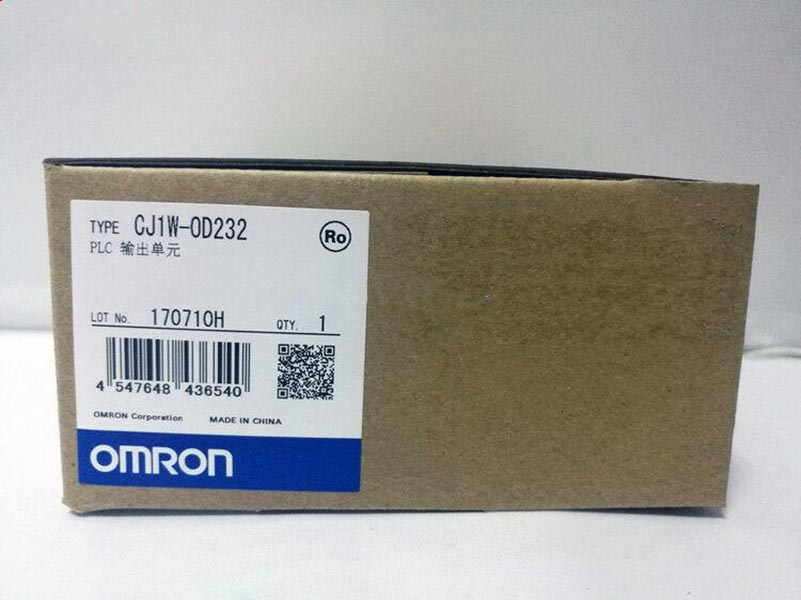 TYPE CJ1W-OD232
Ro
PLC 输出单元
LOT No. 170710H QTY. 1
4 547648 436540
OMRON Corporation MADE IN CHINA
OMRON